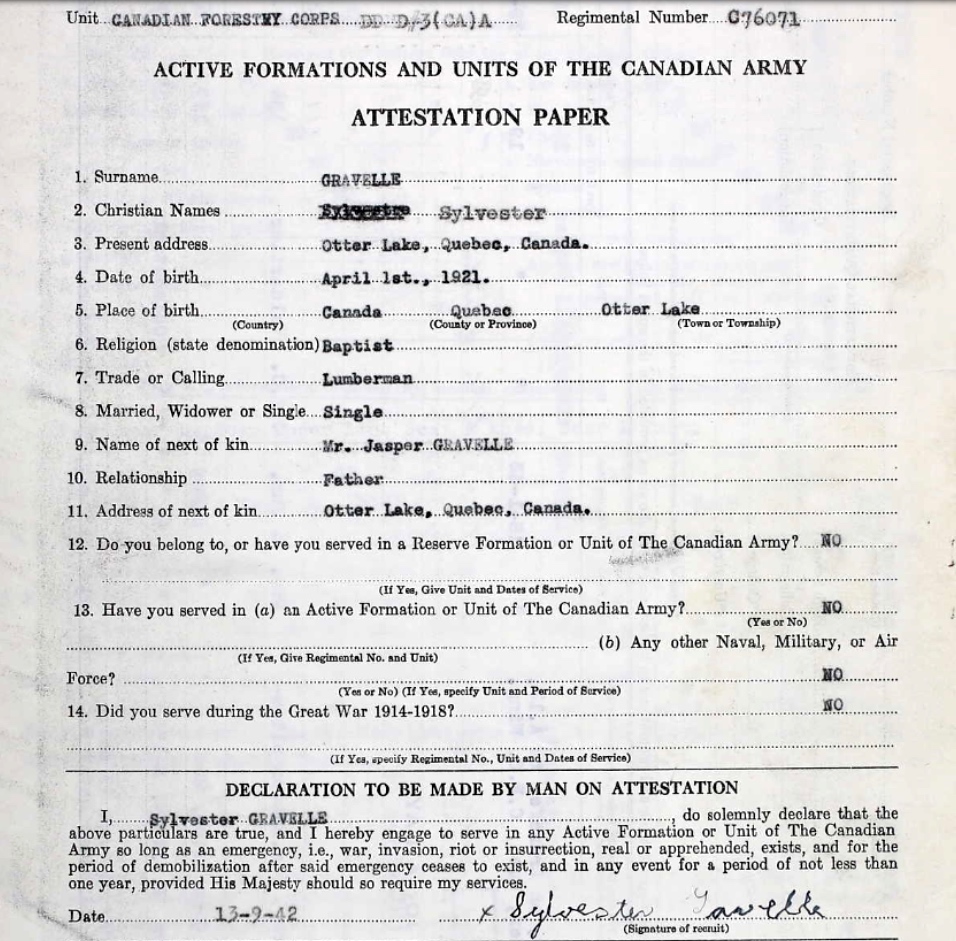 Unit CANADIAN FORESTRY CORPS DD D/3(CA)A Regimental Number C76071
ACTIVE FORMATIONS AND UNITS OF THE CANADIAN ARMY
ATTESTATION PAPER
1. Surname GRAVELLE
2. Christian Names Sylvester
3. Present address Otter Lake, Quebec, Canada.
4. Date of birth April 1st., 1921.
5. Place of birth Canada Quebec Otter Lake
(Country) (County or Province) (Town or Township)
6. Religion (state denomination) Baptist
7. Trade or Calling Lumberman
8. Married, Widower or Single Single
9. Name of next of kin Mr. Jasper GRAVELLE
10. Relationship Father
11. Address of next of kin Otter Lake, Quebec, Canada.
12. Do you belong to, or have you served in a Reserve Formation or Unit of The Canadian Army? NO
(If Yes, Give Unit and Dates of Service)
13. Have you served in (a) an Active Formation or Unit of The Canadian Army? NO
(Yes or No)
(b) Any other Naval, Military, or Air
(If Yes, Give Regimental No. and Unit)
Force? NO
(Yes or No) (If Yes, specify Unit and Period of Service)
14. Did you serve during the Great War 1914-1918? NO
(If Yes, specify Regimental No., Unit and Dates of Service)
DECLARATION TO BE MADE BY MAN ON ATTESTATION
I, Sylvester GRAVELLE, do solemnly declare that the
above particulars are true, and I hereby engage to serve in any Active Formation or Unit of The Canadian
Army so long as an emergency, i.e., war, invasion, riot or insurrection, real or apprehended, exists, and for the
period of demobilization after said emergency ceases to exist, and in any event for a period of not less than
one year, provided His Majesty should so require my services.
Date 13-9-42 x Sylvester Gavelle
(Signature of recruit)